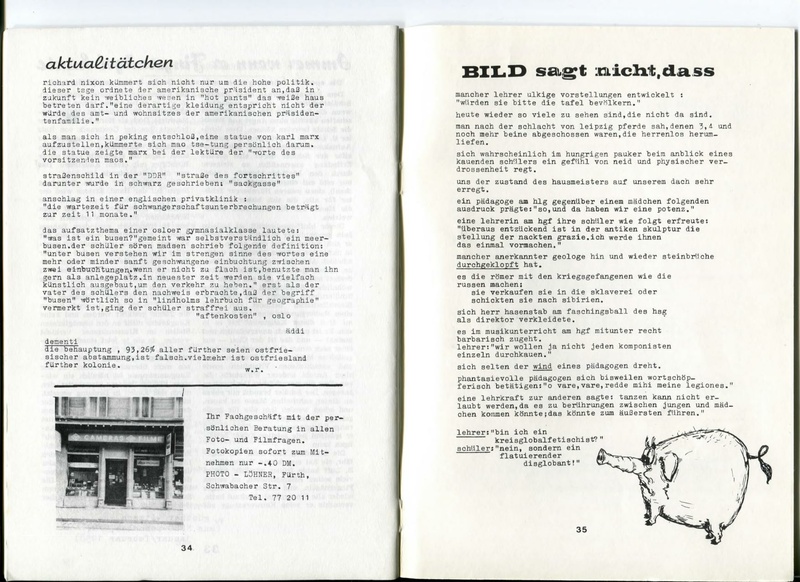 aktualitätchen
richard nixon kümmert sich nicht nur um die hohe politik.
dieser tege ordnete der amerikanische präsident an,daß in
zukunft kein weibliches wesen in "hot pants" das weiße haus
betreten darf."eine derartige kleidung entspricht nicht der
würde des amt- und wohnsitzes der amerikanischen präsiden-
tenfamilie."
als man sich in peking entschloß,eine statue von karl marx
aufzustellen,kümmerte sich mao tse-tung persönlich darum.
die statue zeigte marx bei der lektüre der "worte des
vorsitzenden maos."
straßenschild in der "DDR" "straße des fortschrittes"
darunter wurde in schwarz geschrieben: "sackgasse"
anschlag in einer englischen privatklinik :
"die wartezeit für schwangerschaftsunterbrechungen beträgt
zur zeit 11 monate."
das aufsatzthema einer osloer gymnasialklasse lautete:
"was ist ein busen?"gemeint war selbstverständlich ein meer-
busen.der schüler sören madsen schrieb folgende definition:
"unter busen verstehen wir im strengen sinne des wortes eine
mehr oder minder sanft geschwungene einbuchtung zwischen
zwei einbuchtungen.wenn er nicht zu flach ist,benutzte man ihn
gern als anlegeplatz.in neuester zeit werden sie vielfach
künstlich ausgebaut,um den verkehr zu heben." erst als der
vater des schülers den nachweis erbrachte,daß der begriff
"busen" wörtlich so in "lindholms lehrbuch für geographie"
vermerkt ist,ging der schüler straffrei aus.
"aftenkosten" , oslo
äddi
dementi
die behauptung , 93,26% aller fürther seien ostfrie-
sischer abstammung,ist falsch.vielmehr ist ostfriesland
fürther kolonie.
w.r.
CAMERAS
Ihr Fachgeschäft mit der per-
sönlichen Beratung in allen
Foto- und Filmfragen.
Fotokopien sofort zum Mit-
nehmen nur -.40 DM.
PHOTO - LÖHNER, Fürth,
Schwabacher Str. 7
Tel. 77 20 11
34
BILD sagt nicht,dass
mancher lehrer ulkige vorstellungen entwickelt :
"würden sie bitte die tafel bevölkern."
heute wieder so viele zu sehen sind,die nicht da sind.
man nach der schlacht von leipzig pferde sah,denen 3,4 und
noch mehr beine abgeschossen waren,die herrenlos herum-
liefen.
sich wahrscheinlich im hungrigen pauker beim anblick eines
kauenden schülers ein gefühl von neid und physischer ver-
drossenheit regt.
uns der zustand des hausmeisters auf unserem dach sehr
erregt.
ein pädagoge am hlg gegenüber einem mädchen folgenden
ausdruck prägte:"so,und da haben wir eine potenz."
eine lehrerin am hgf ihre schüler wie folgt erfreute:
"überaus entzückend ist in der antiken skulptur die
stellung der nackten grazie.ich werde ihnen
das einmal vormachen."
mancher anerkannter geologe hin und wieder steinbrüche
durchgeklopft hat.
es die römer mit den kriegsgefangenen wie die
russen machen:
sie verkaufen sie in die sklaverei oder
schickten sie nach sibirien.
sich herr hasenstab am faschingsball des hsg
als direktor verkleidete.
es im musikunterricht am hgf mitunter recht
barbarisch zugeht.
lehrer:"wir wollen ja nicht jeden komponisten
einzeln durchkauen."
sich selten der wind eines pädagogen dreht.
phantasievolle pädagogen sich bisweilen wortschöp-
ferisch betätigen:"o vare,vare,redde mihi meine legiones."
eine lehrkraft zur anderen sagte: tanzen kann nicht er-
laubt werden,da es zu berührungen zwischen jungen und mäd-
chen kommen könnte;das könnte zum äußersten führen."
lehrer:"bin ich ein
kreisglobalfetischist?"
schüler:"nein, sondern ein
flatuierender
disglobant!"
35